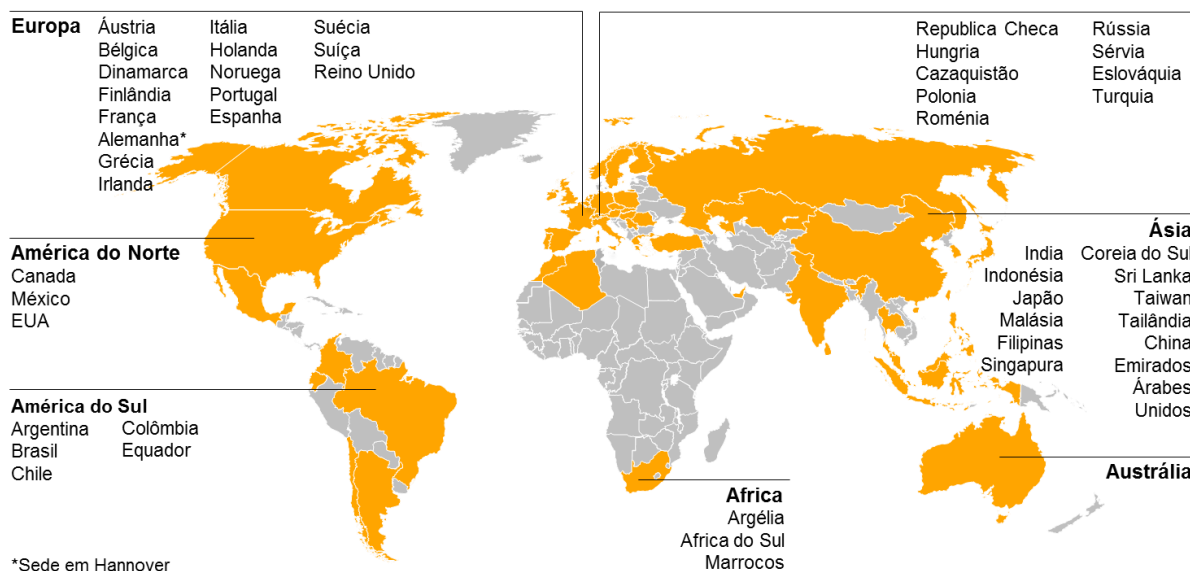 Europa
Áustria
Bélgica
Dinamarca
Finlândia
França
Alemanha*
Grécia
Irlanda
Itália
Holanda
Noruega
Portugal
Espanha
Suécia
Suíça
Reino Unido
Republica Checa
Hungria
Cazaquistão
Polonia
Roménia
Rússia
Sérvia
Eslováquia
Turquia
América do Norte
Canada
México
EUA
Ásia
India
Indonésia
Japão
Malásia
Filipinas
Singapura
Coreia do Sul
Sri Lanka
Taiwan
Tailândia
China
Emirados
Árabes
Unidos
América do Sul
Argentina
Brasil
Chile
Colômbia
Equador
Austrália
Africa
Argélia
Africa do Sul
Marrocos
*Sede em Hannover